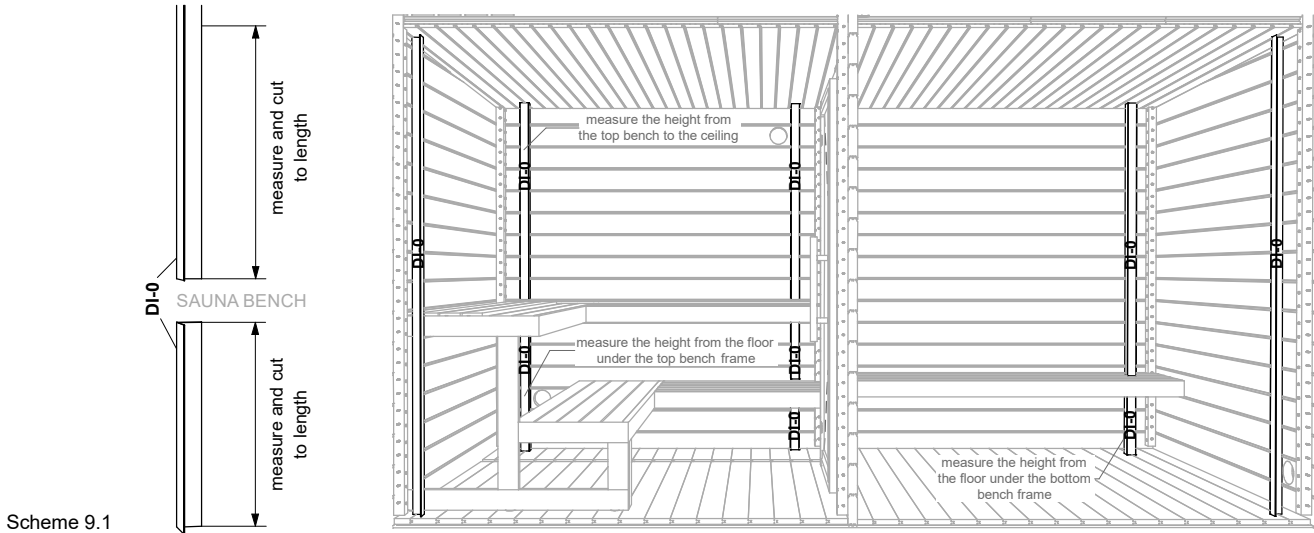 measure and cut
to length
DI-0
SAUNA BENCH
measure and cut
to length
Scheme 9.1
measure the height from
the top bench to the ceiling
DI-0
DI-0
DI-0
DI-0
DI-0
measure the height from the floor
under the top bench frame
DI-0
DI-0
DI-0
DI-0
measure the height from
the floor under the bottom
bench frame